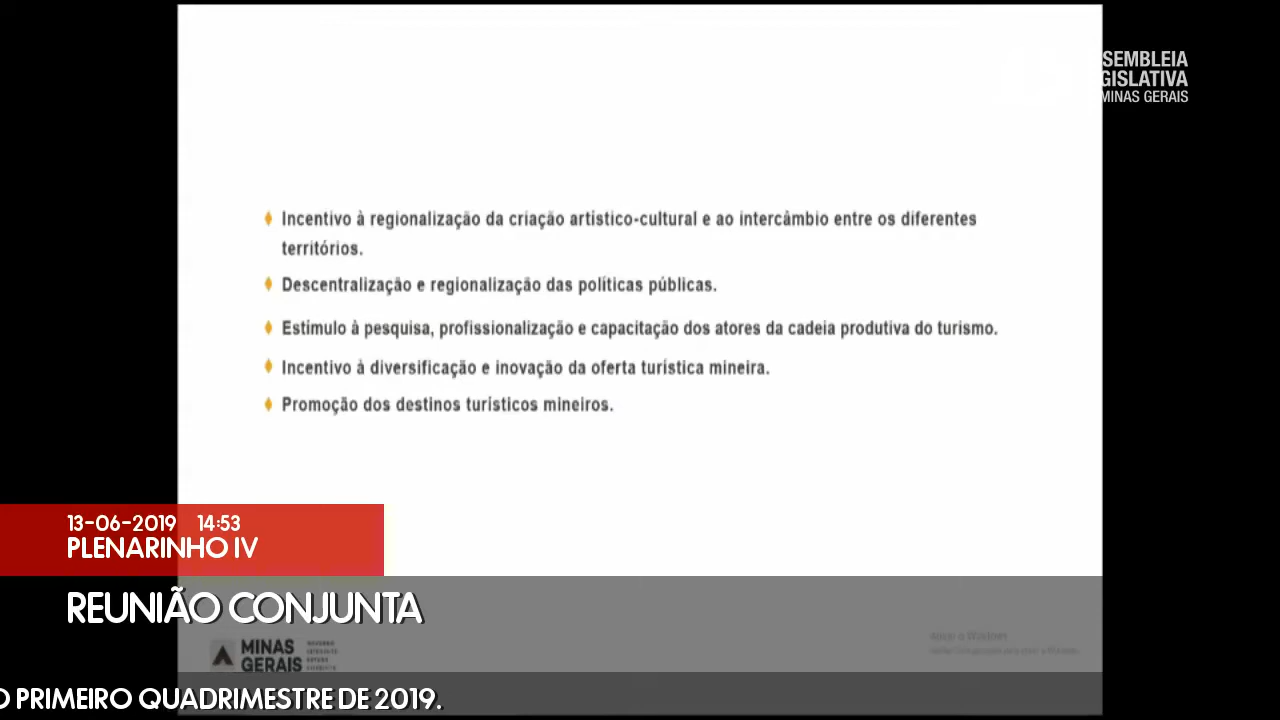 SEMBLEIA
GISLATIVA
MINAS GERAIS
Incentivo à regionalização da criação artístico-cultural e ao intercâmbio entre os diferentes
territórios.
Descentralização e regionalização das políticas públicas.
Estímulo à pesquisa, profissionalização e capacitação dos atores da cadeia produtiva do turismo.
Incentivo à diversificação e inovação da oferta turística mineira.
Promoção dos destinos turísticos mineiros.
13-06-2019 14:53
PLENARINHO IV
REUNIÃO CONJUNTA
MINAS
GERAIS
O PRIMEIRO QUADRIMESTRE DE 2019.